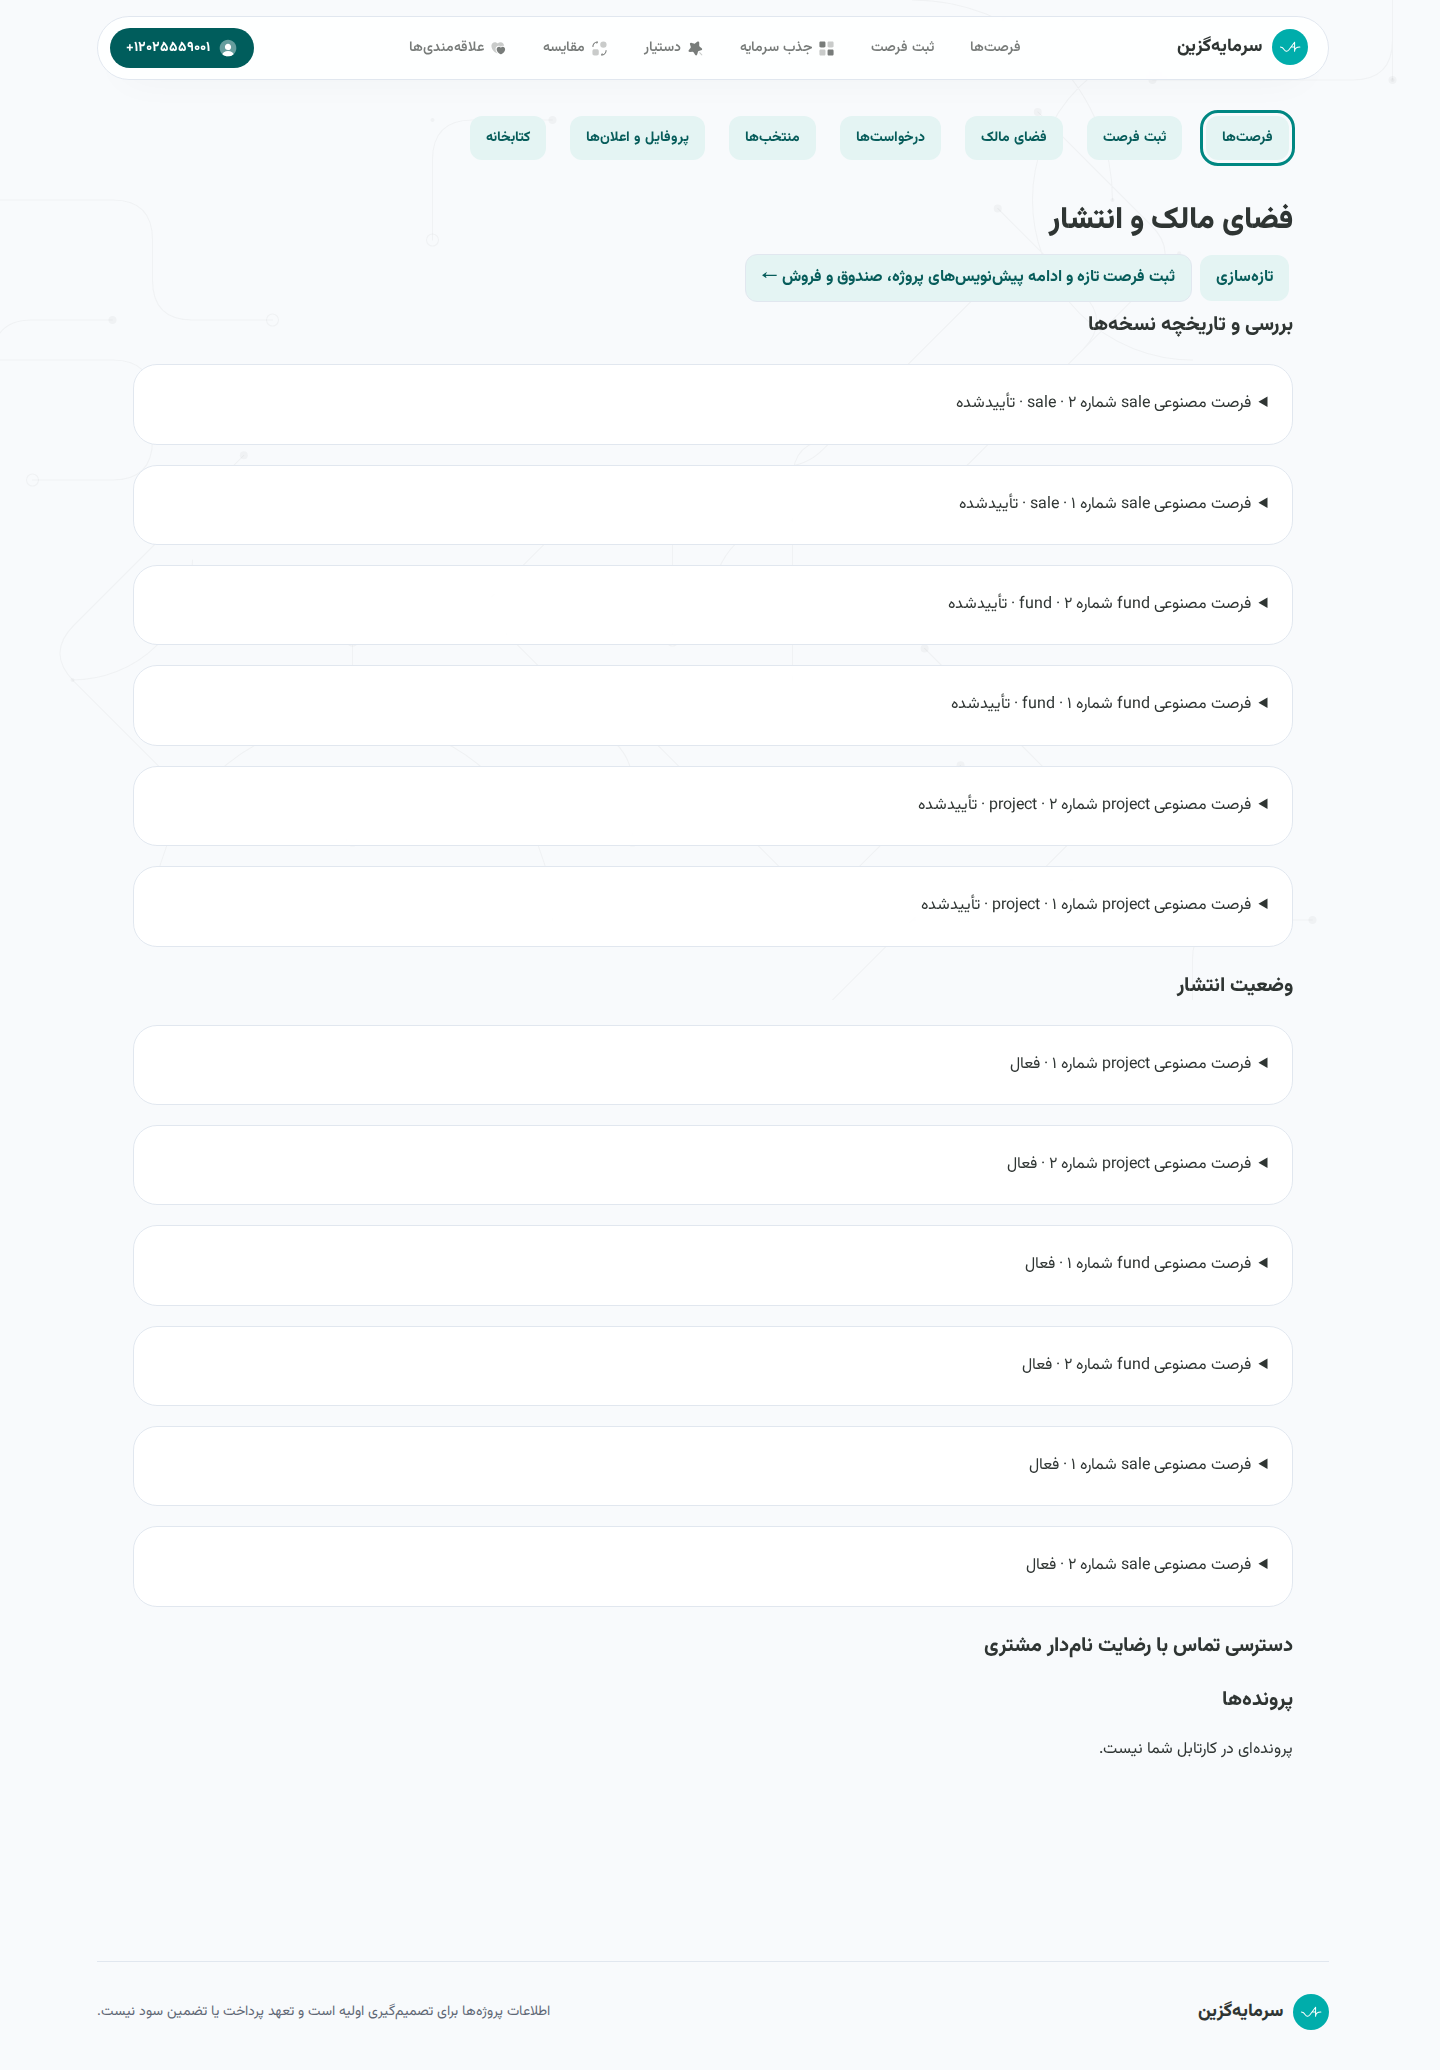 سرمایه‌گزین
فرصت‌ها
ثبت فرصت
جذب سرمایه
دستیار
مقایسه
علاقه‌مندی‌ها
+۱۲۰۲۵۵۵۹۰۰۱
فرصت‌ها
ثبت فرصت
فضای مالک
درخواست‌ها
منتخب‌ها
پروفایل و اعلان‌ها
کتابخانه
فضای مالک و انتشار
تازه‌سازی
ثبت فرصت تازه و ادامه پیش‌نویس‌های پروژه، صندوق و فروش ←
بررسی و تاریخچه نسخه‌ها
فرصت مصنوعی sale شماره ۲ · sale · تأییدشده
فرصت مصنوعی sale شماره ۱ · sale · تأییدشده
فرصت مصنوعی fund شماره ۲ · fund · تأییدشده
فرصت مصنوعی fund شماره ۱ · fund · تأییدشده
فرصت مصنوعی project شماره ۲ · project · تأییدشده
فرصت مصنوعی project شماره ۱ · project · تأییدشده
وضعیت انتشار
فرصت مصنوعی project شماره ۱ · فعال
فرصت مصنوعی project شماره ۲ · فعال
فرصت مصنوعی fund شماره ۱ · فعال
فرصت مصنوعی fund شماره ۲ · فعال
فرصت مصنوعی sale شماره ۱ · فعال
فرصت مصنوعی sale شماره ۲ · فعال
دسترسی تماس با رضایت نام‌دار مشتری
پرونده‌ها
پرونده‌ای در کارتابل شما نیست.
سرمایه‌گزین
اطلاعات پروژه‌ها برای تصمیم‌گیری اولیه است و تعهد پرداخت یا تضمین سود نیست.